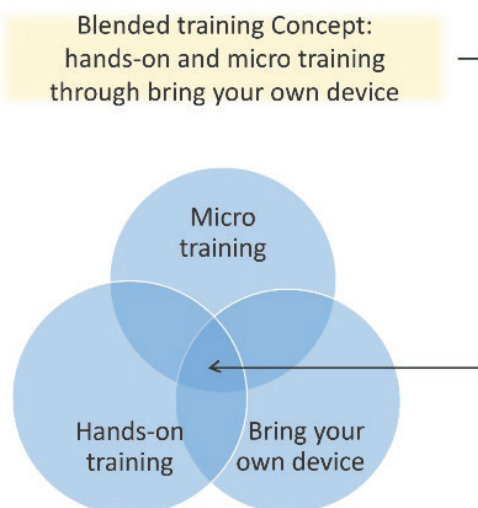 Blended training Concept:
hands-on and micro training
through bring your own device
Micro
training
Hands-on
training
Bring your
own device